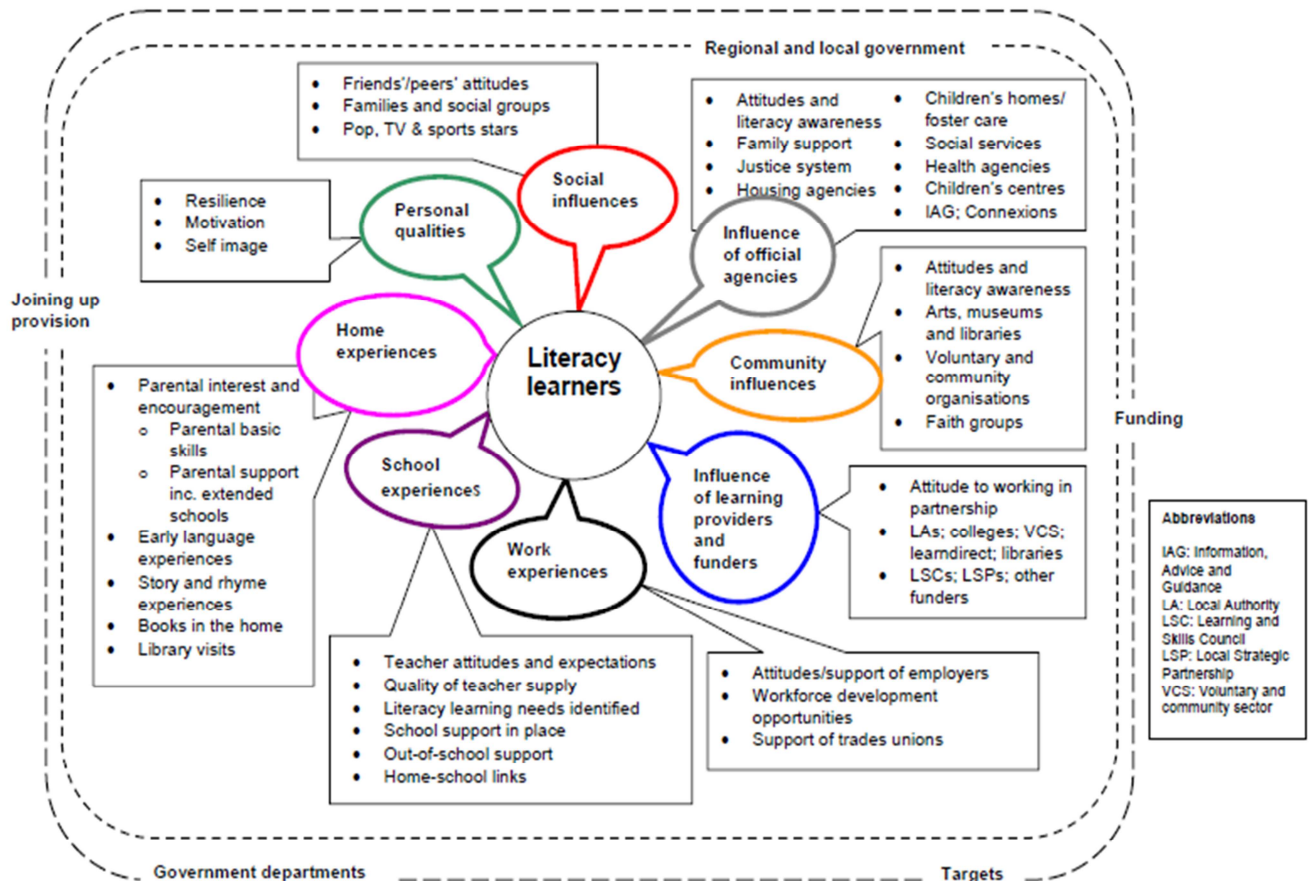 Regional and local government
• Friends'/peers' attitudes
• Families and social groups
• Pop, TV & sports stars
Social
influences
• Attitudes and
literacy awareness
• Family support
• Justice system
• Housing agencies
• Children's homes/
foster care
• Social services
• Health agencies
• Children's centres
• IAG; Connexions
Influence
of official
agencies
• Resilience
• Motivation
• Self image
Personal
qualities
Joining up
provision
Home
experiences
Literacy
learners
Community
influences
• Attitudes and
literacy awareness
• Arts, museums
and libraries
• Voluntary and
community
organisations
• Faith groups
Funding
• Parental interest and
encouragement
o Parental basic
skills
o Parental support
inc. extended
schools
• Early language
experiences
• Story and rhyme
experiences
• Books in the home
• Library visits
School
experiences
Work
experiences
Influence
of learning
providers
and
funders
• Attitude to working in
partnership
• LAs; colleges; VCS;
learndirect; libraries
• LSCs; LSPs; other
funders
Abbreviations
IAG: Information,
Advice and
Guidance
LA: Local Authority
LSC: Learning and
Skills Council
LSP: Local Strategic
Partnership
VCS: Voluntary and
community sector
• Teacher attitudes and expectations
• Quality of teacher supply
• Literacy learning needs identified
• School support in place
• Out-of-school support
• Home-school links
• Attitudes/support of employers
• Workforce development
opportunities
• Support of trades unions
Government departments
Targets